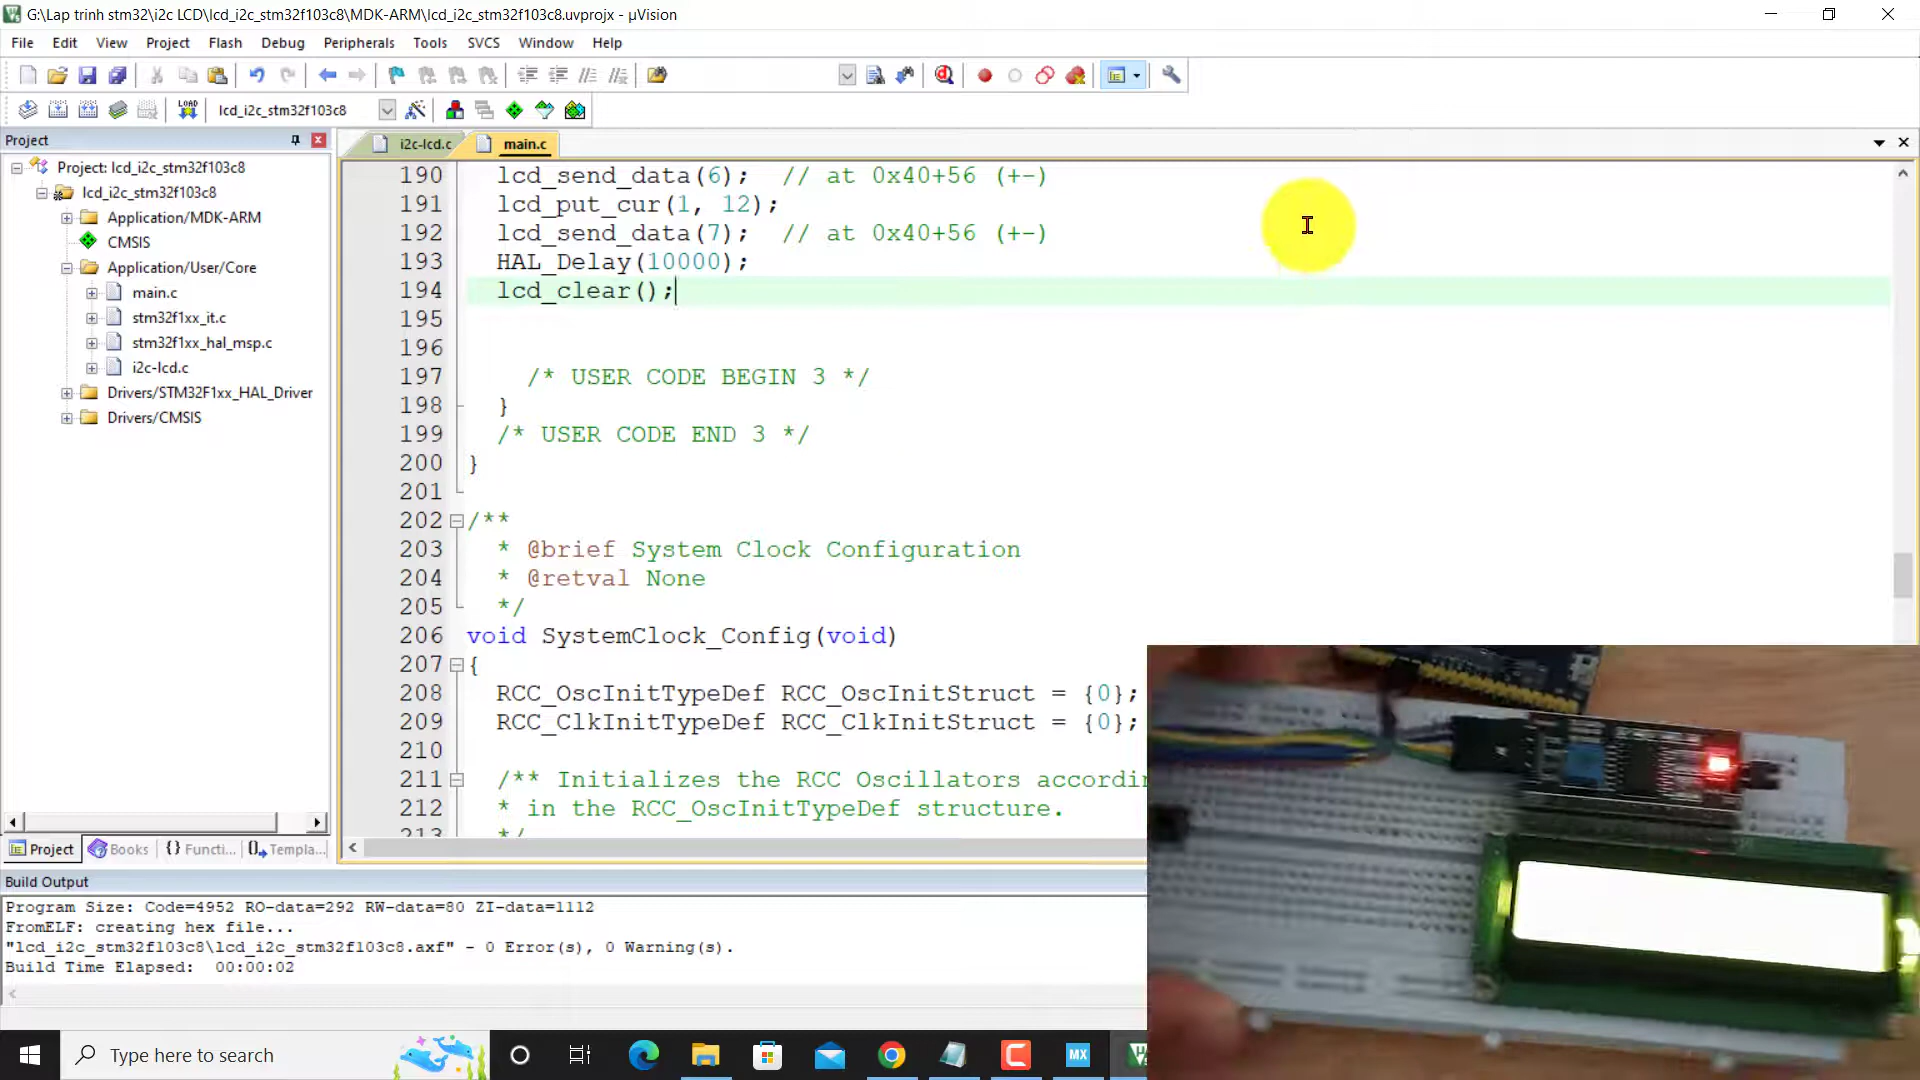 G:\Lap trinh stm32\i2c LCD\lcd_i2c_stm32f103c8\MDK-ARM\lcd_i2c_stm32f103c8.uvprojx - µVision
File Edit View Project Flash Debug Peripherals Tools SVCS Window Help
LOAD lcd_i2c_stm32f103c8
Project
Project: lcd_i2c_stm32f103c8
lcd_i2c_stm32f103c8
Application/MDK-ARM
CMSIS
Application/User/Core
main.c
stm32f1xx_it.c
stm32f1xx_hal_msp.c
i2c-lcd.c
Drivers/STM32F1xx_HAL_Driver
Drivers/CMSIS
Project Books {} Functi... Templa...
i2c-lcd.c main.c
190 lcd_send_data(6); // at 0x40+56 (+-)
191 lcd_put_cur(1, 12);
192 lcd_send_data(7); // at 0x40+56 (+-)
193 HAL_Delay(10000);
194 lcd_clear();
195
196
197 /* USER CODE BEGIN 3 */
198 }
199 /* USER CODE END 3 */
200 }
201
202 /**
203 * @brief System Clock Configuration
204 * @retval None
205 */
206 void SystemClock_Config(void)
207 {
208 RCC_OscInitTypeDef RCC_OscInitStruct = {0};
209 RCC_ClkInitTypeDef RCC_ClkInitStruct = {0};
210
211 /** Initializes the RCC Oscillators accordin
212 * in the RCC_OscInitTypeDef structure.
213 */
Build Output
Program Size: Code=4952 RO-data=292 RW-data=80 ZI-data=1112
FromELF: creating hex file...
"lcd_i2c_stm32f103c8\lcd_i2c_stm32f103c8.axf" - 0 Error(s), 0 Warning(s).
Build Time Elapsed: 00:00:02
Type here to search
MX